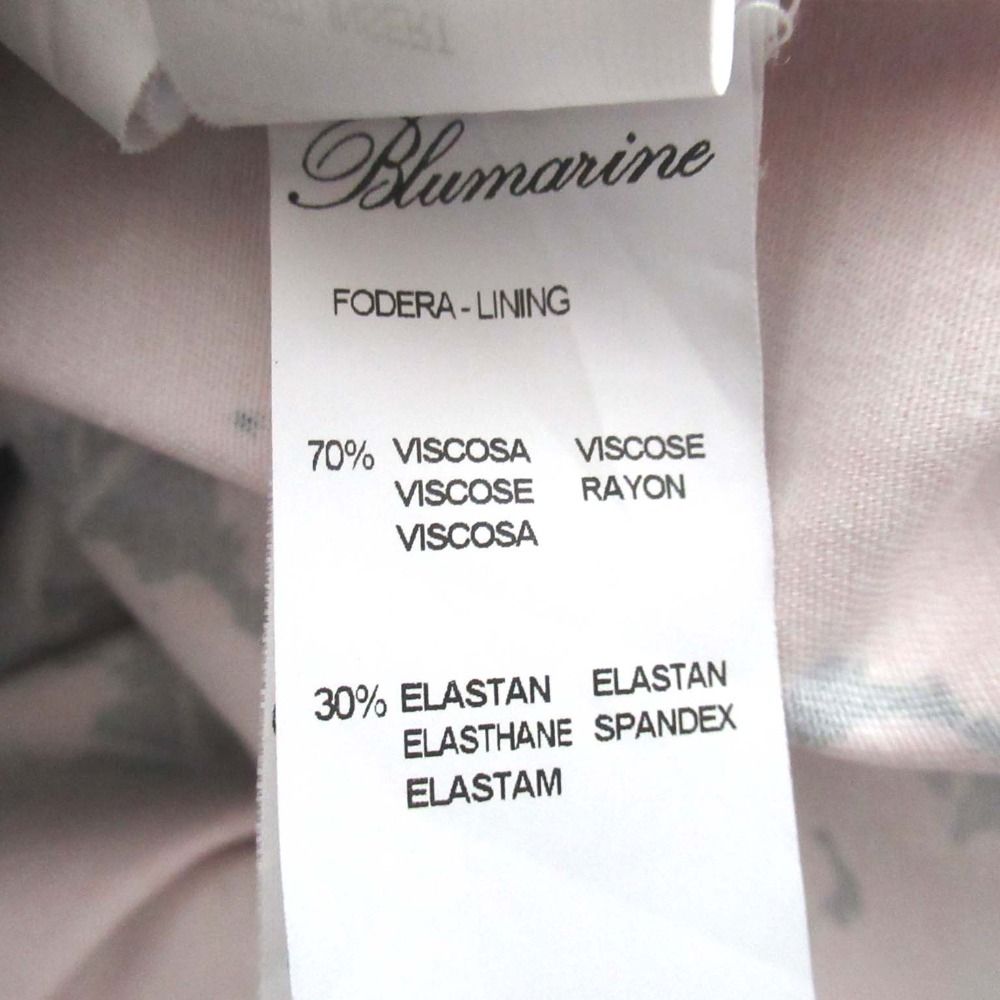 Blumarine
FODERA - LINING
70% VISCOSA VISCOSE
VISCOSE RAYON
VISCOSA
30% ELASTAN ELASTAN
ELASTHANE SPANDEX
ELASTAM